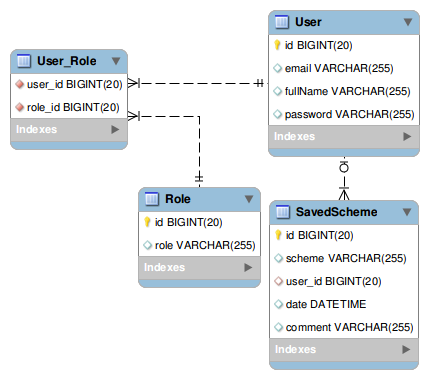 User
id BIGINT(20)
email VARCHAR(255)
fullName VARCHAR(255)
password VARCHAR(255)
Indexes
User_Role
user_id BIGINT(20)
role_id BIGINT(20)
Indexes
Role
id BIGINT(20)
role VARCHAR(255)
Indexes
SavedScheme
id BIGINT(20)
scheme VARCHAR(255)
user_id BIGINT(20)
date DATETIME
comment VARCHAR(255)
Indexes